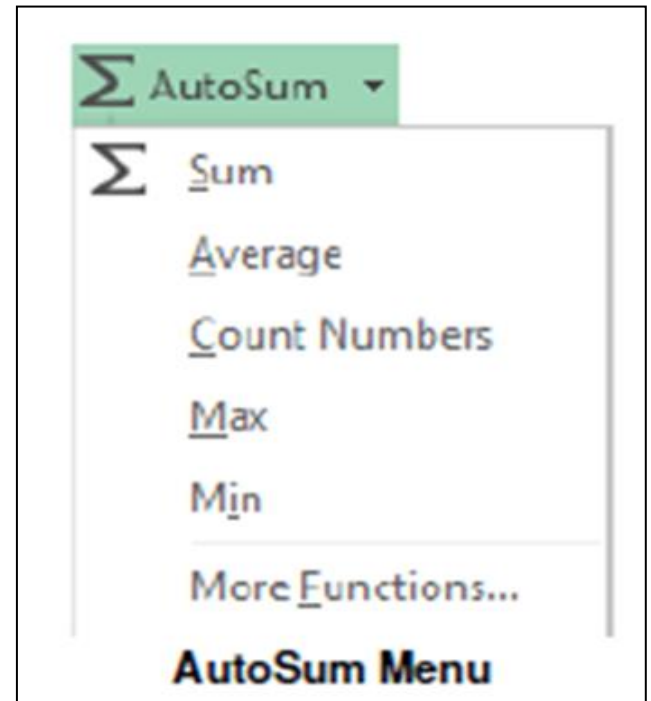 Σ AutoSum
Σ Sum
Average
Count Numbers
Max
Min
More Functions...
AutoSum Menu